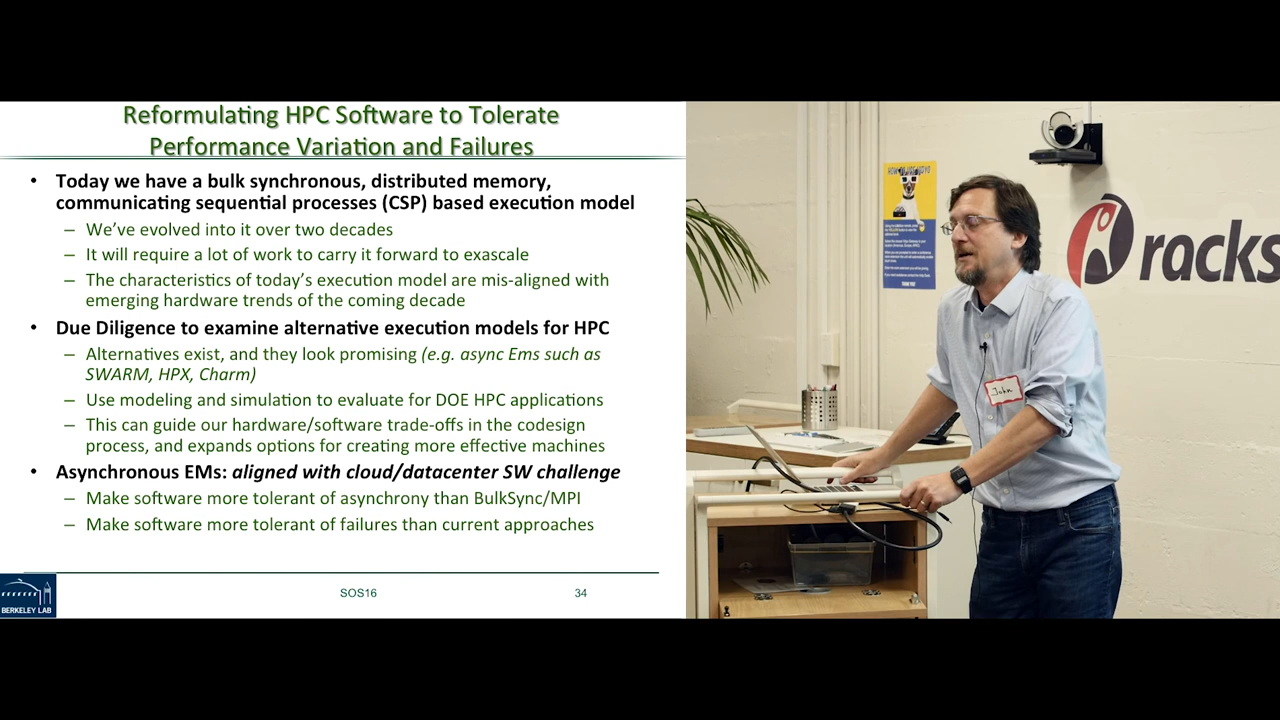 Reformulating HPC Software to Tolerate
Performance Variation and Failures
• Today we have a bulk synchronous, distributed memory,
communicating sequential processes (CSP) based execution model
– We've evolved into it over two decades
– It will require a lot of work to carry it forward to exascale
– The characteristics of today's execution model are mis-aligned with
emerging hardware trends of the coming decade
• Due Diligence to examine alternative execution models for HPC
– Alternatives exist, and they look promising (e.g. async Ems such as
SWARM, HPX, Charm)
– Use modeling and simulation to evaluate for DOE HPC applications
– This can guide our hardware/software trade-offs in the codesign
process, and expands options for creating more effective machines
• Asynchronous EMs: aligned with cloud/datacenter SW challenge
– Make software more tolerant of asynchrony than BulkSync/MPI
– Make software more tolerant of failures than current approaches
BERKELEY LAB
SOS16
34
racks
John
THANK YOU!